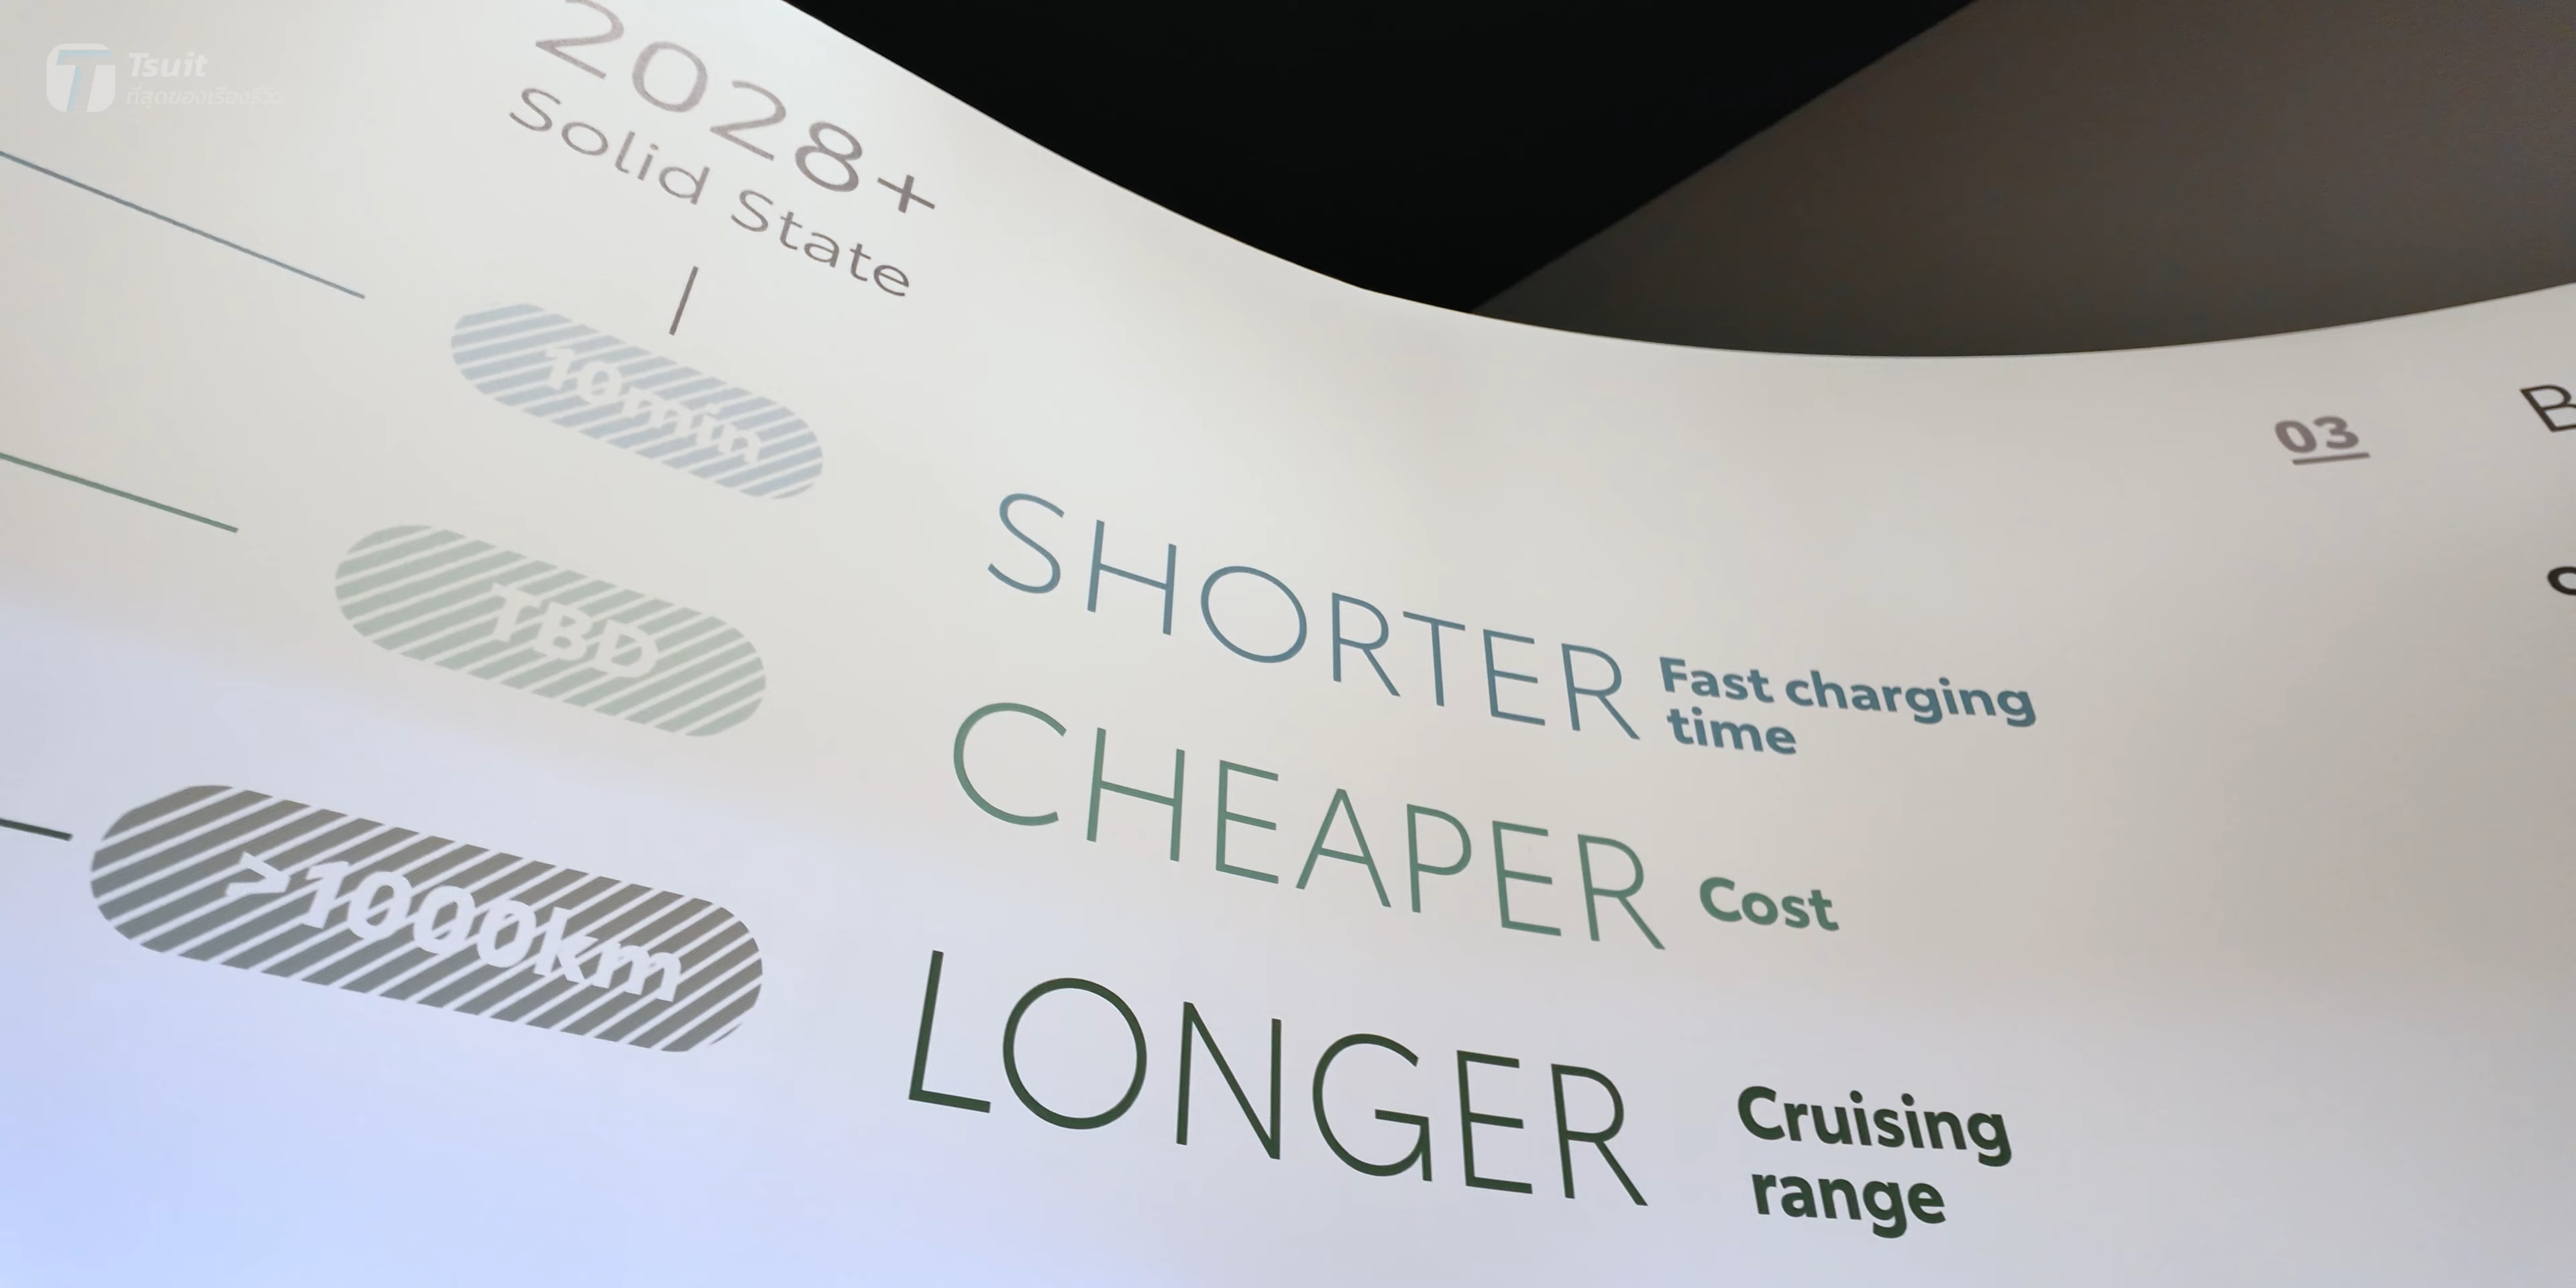 Tsuit
ที่สุดของเรื่องรีวิว
2028+
Solid State
10min
TBD
>1000km
SHORTER Fast charging
time
CHEAPER Cost
LONGER Cruising
range
03
B